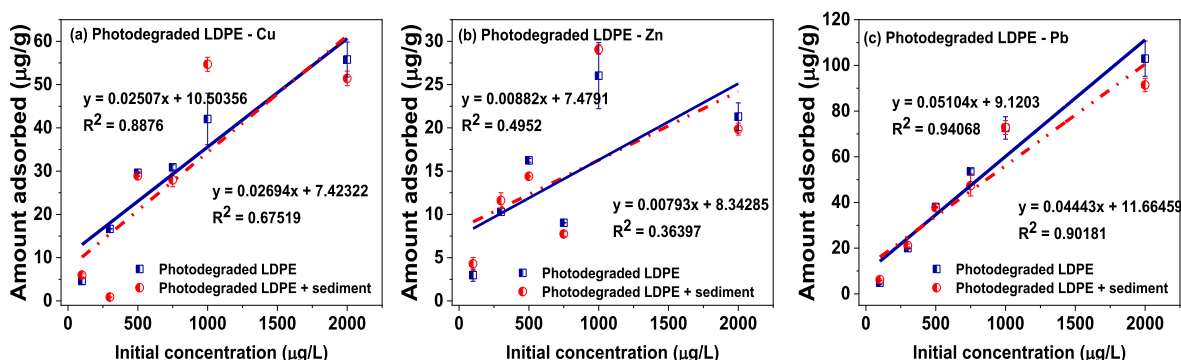 (a) Photodegraded LDPE - Cu
y = 0.02507x + 10.50356
R² = 0.8876
y = 0.02694x + 7.42322
R² = 0.67519
Photodegraded LDPE
Photodegraded LDPE + sediment
Amount adsorbed (μg/g)
60
50
40
30
20
10
0
0
500
1000
1500
2000
Initial concentration (μg/L)
(b) Photodegraded LDPE - Zn
y = 0.00882x + 7.4791
R² = 0.4952
y = 0.00793x + 8.34285
R² = 0.36397
Photodegraded LDPE
Photodegraded LDPE + sediment
Amount adsorbed (μg/g)
30
25
20
15
10
5
0
0
500
1000
1500
2000
Initial concentration (μg/L)
(c) Photodegraded LDPE - Pb
y = 0.05104x + 9.1203
R² = 0.94068
y = 0.04443x + 11.66459
R² = 0.90181
Photodegraded LDPE
Photodegraded LDPE + sediment
Amount adsorbed (μg/g)
120
100
80
60
40
20
0
0
500
1000
1500
2000
Initial concentration (μg/L)